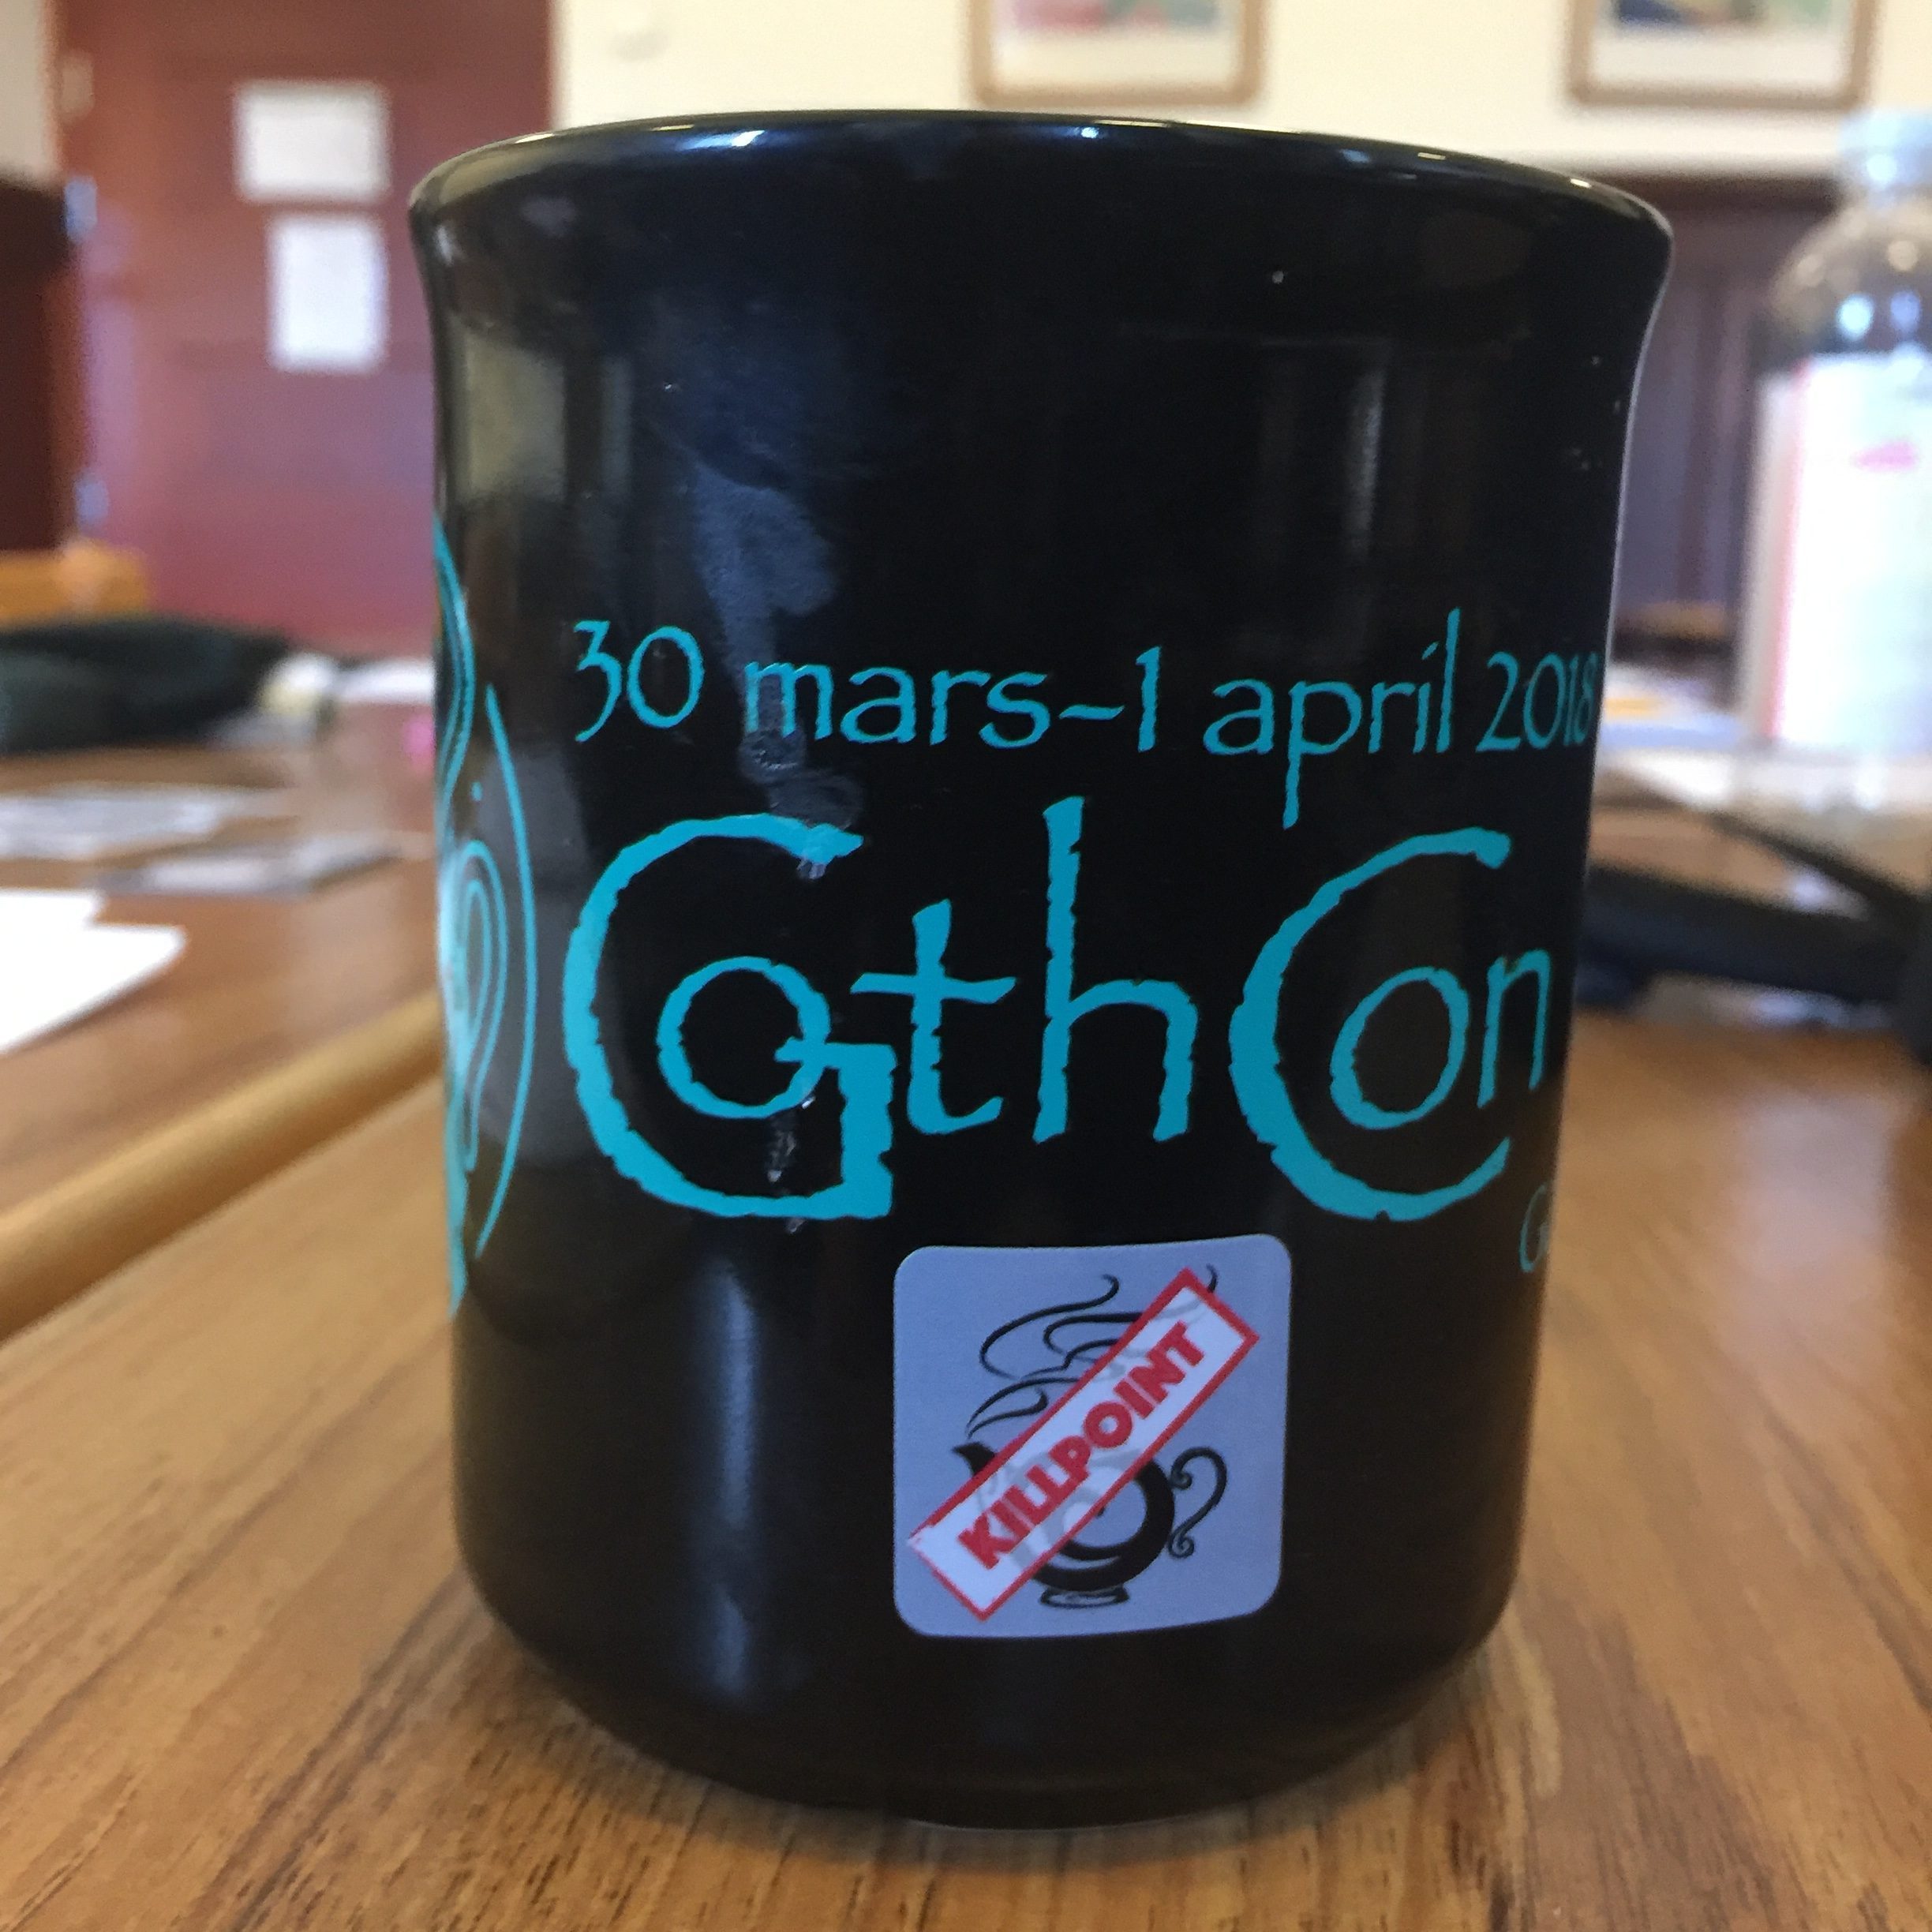 30 mars-1 april 2018
GothCon
KILLPOINT